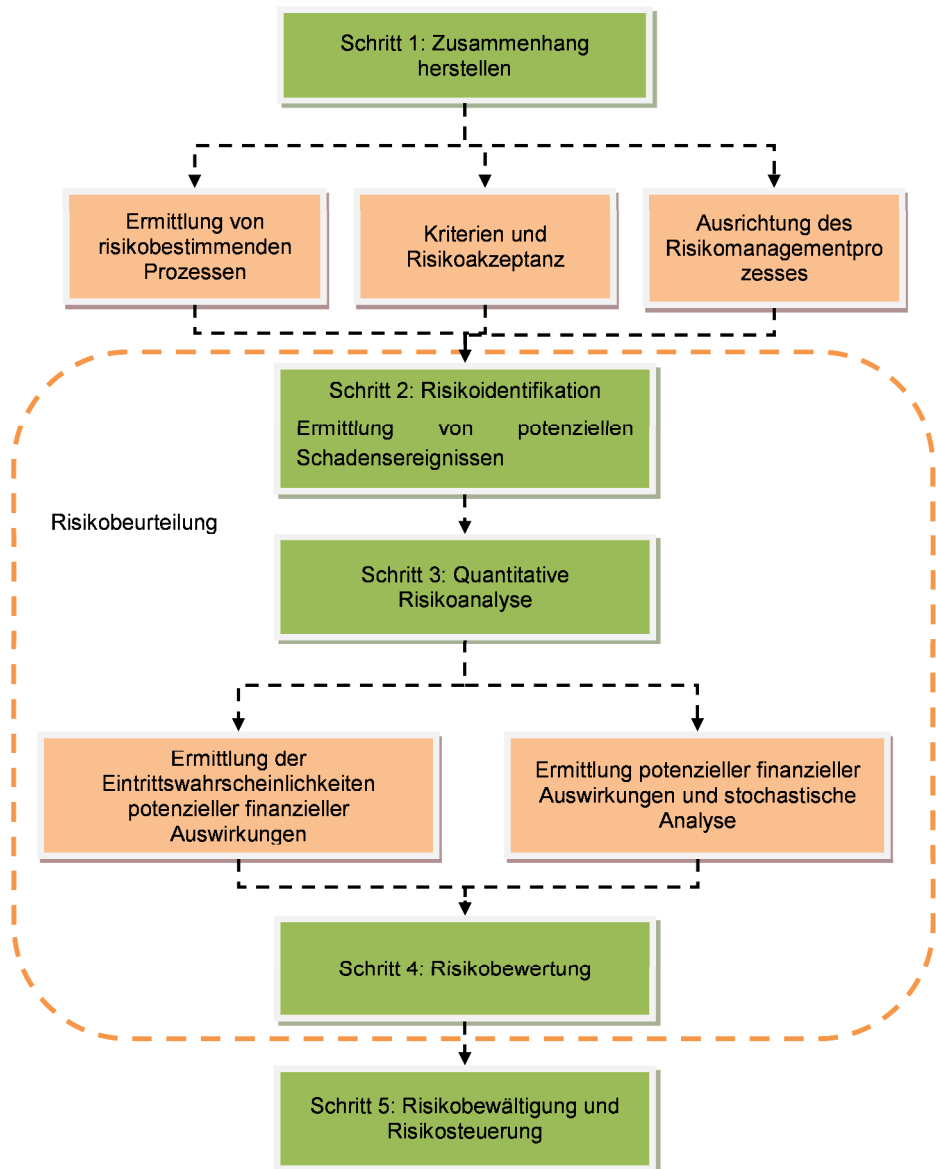 Schritt 1: Zusammenhang
herstellen
Ermittlung von
risikobestimmenden
Prozessen
Kriterien und
Risikoakzeptanz
Ausrichtung des
Risikomanagementpro
zesses
Schritt 2: Risikoidentifikation
Ermittlung von potenziellen
Schadensereignissen
Risikobeurteilung
Schritt 3: Quantitative
Risikoanalyse
Ermittlung der
Eintrittswahrscheinlichkeiten
potenzieller finanzieller
Auswirkungen
Ermittlung potenzieller finanzieller
Auswirkungen und stochastische
Analyse
Schritt 4: Risikobewertung
Schritt 5: Risikobewältigung und
Risikosteuerung